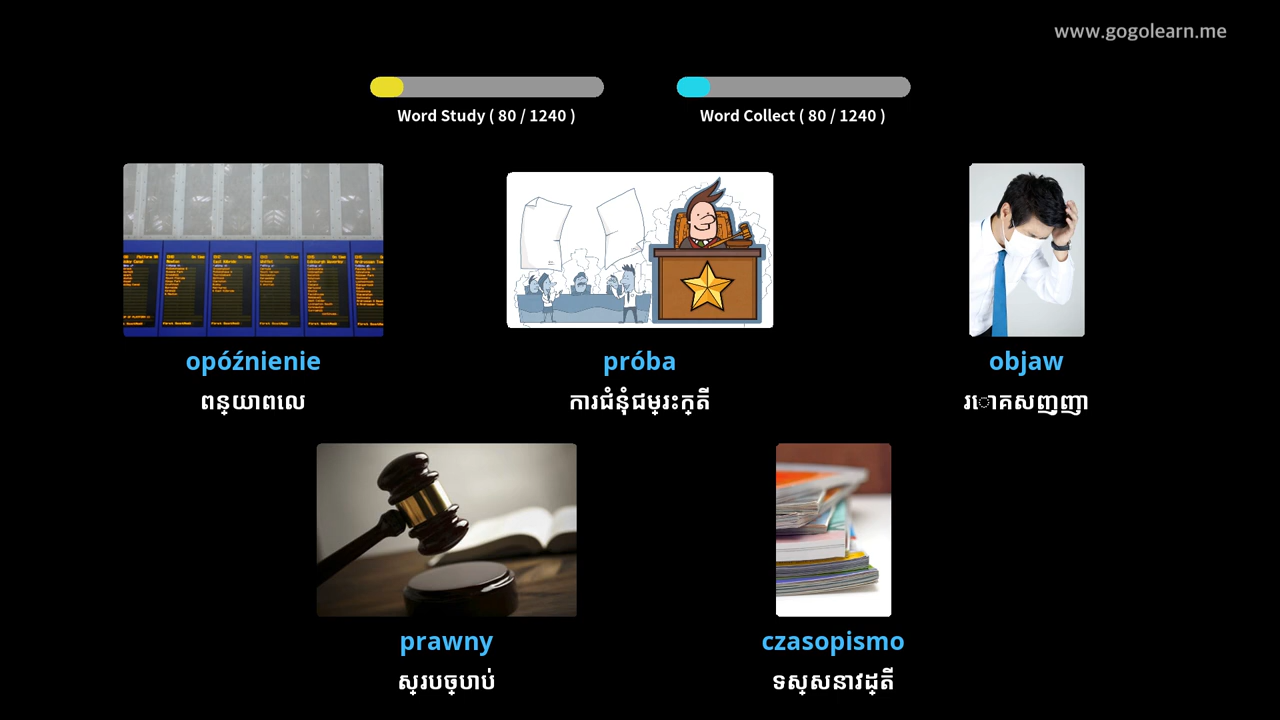 www.gogolearn.me
Word Study ( 80 / 1240 )
Word Collect ( 80 / 1240 )
opóźnienie
ពន្យាពលេ
próba
ការជំនុំជម្រះក្តី
objaw
រោគសញ្ញា
prawny
ស្របច្បាប់
czasopismo
ទស្សនាវដ្តី